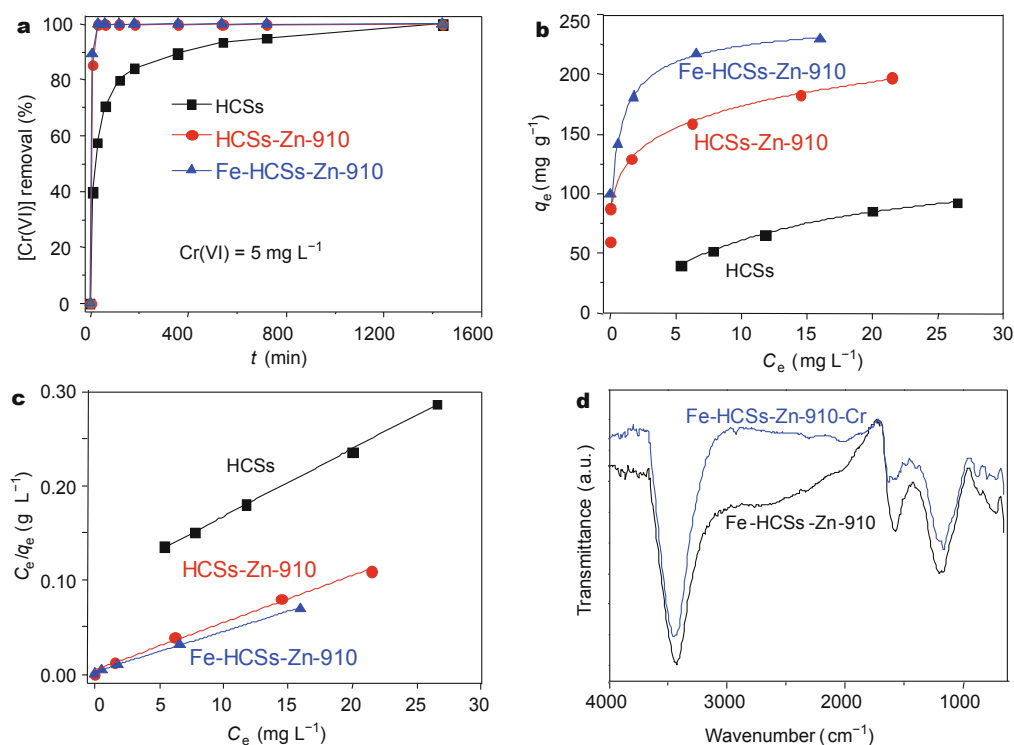 a
100
80
60
40
20
0
[Cr(VI)] removal (%)
HCSs
HCSs-Zn-910
Fe-HCSs-Zn-910
Cr(VI) = 5 mg L⁻¹
0 400 800 1200 1600
t (min)
b
250
200
150
100
50
0
qₑ (mg g⁻¹)
Fe-HCSs-Zn-910
HCSs-Zn-910
HCSs
0 5 10 15 20 25 30
Cₑ (mg L⁻¹)
c
0.30
0.20
0.10
0.00
Cₑ/qₑ (g L⁻¹)
HCSs
HCSs-Zn-910
Fe-HCSs-Zn-910
0 5 10 15 20 25 30
Cₑ (mg L⁻¹)
d
Transmittance (a.u.)
Fe-HCSs-Zn-910-Cr
Fe-HCSs-Zn-910
4000 3000 2000 1000
Wavenumber (cm⁻¹)